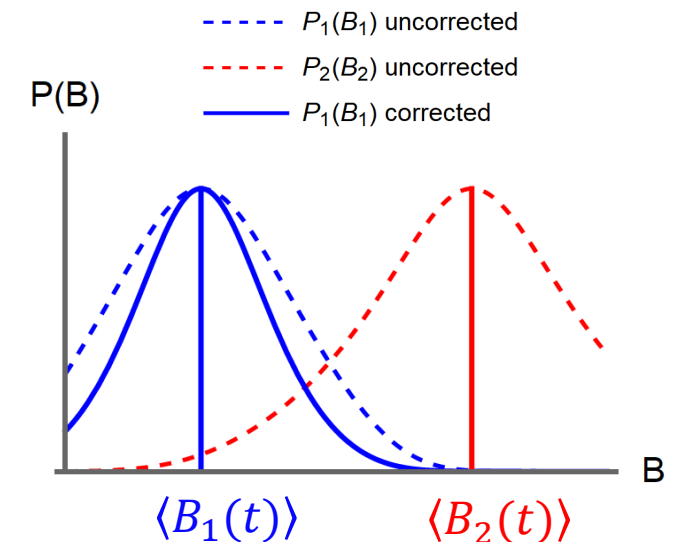 P₁(B₁) uncorrected
P₂(B₂) uncorrected
P₁(B₁) corrected
P(B)
B
⟨B₁(t)⟩ ⟨B₂(t)⟩